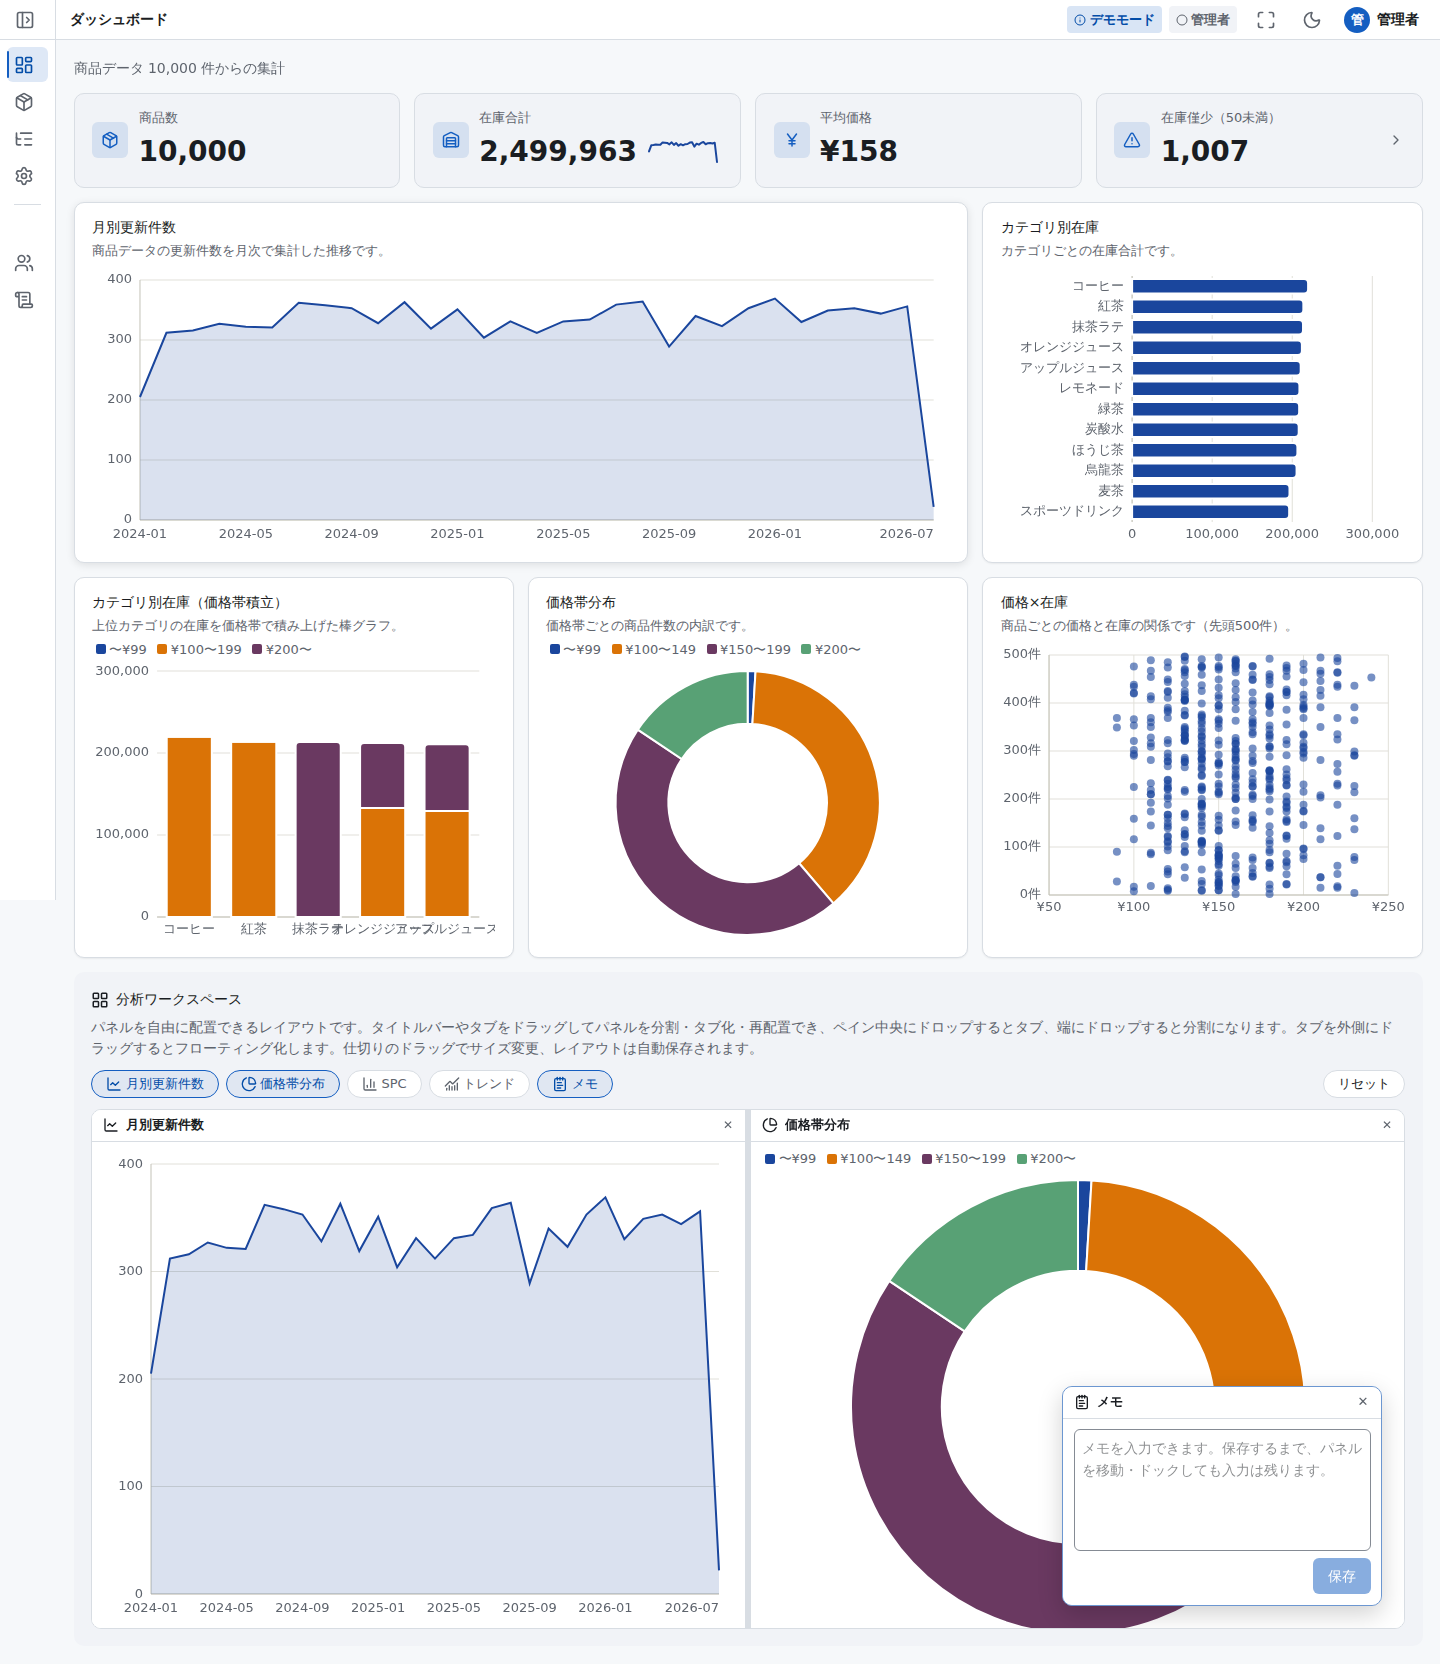 ダッシュボード
デモモード
管理者
管 管理者
商品データ 10,000 件からの集計
商品数
10,000
在庫合計
2,499,963
平均価格
¥158
在庫僅少（50未満）
1,007
月別更新件数
商品データの更新件数を月次で集計した推移です。
400
300
200
100
0
2024-01 2024-05 2024-09 2025-01 2025-05 2025-09 2026-01 2026-07
カテゴリ別在庫
カテゴリごとの在庫合計です。
コーヒー
紅茶
抹茶ラテ
オレンジジュース
アップルジュース
レモネード
緑茶
炭酸水
ほうじ茶
烏龍茶
麦茶
スポーツドリンク
0 100,000 200,000 300,000
カテゴリ別在庫（価格帯積立）
上位カテゴリの在庫を価格帯で積み上げた棒グラフ。
〜¥99 ¥100〜199 ¥200〜
300,000
200,000
100,000
0
コーヒー 紅茶 抹茶ラテ オレンジジュース アップルジュース
価格帯分布
価格帯ごとの商品件数の内訳です。
〜¥99 ¥100〜149 ¥150〜199 ¥200〜
価格×在庫
商品ごとの価格と在庫の関係です（先頭500件）。
500件
400件
300件
200件
100件
0件
¥50 ¥100 ¥150 ¥200 ¥250
分析ワークスペース
パネルを自由に配置できるレイアウトです。タイトルバーやタブをドラッグしてパネルを分割・タブ化・再配置でき、ペイン中央にドロップするとタブ、端にドロップすると分割になります。タブを外側にド
ラッグするとフローティング化します。仕切りのドラッグでサイズ変更、レイアウトは自動保存されます。
月別更新件数 価格帯分布 SPC トレンド メモ リセット
月別更新件数
400
300
200
100
0
2024-01 2024-05 2024-09 2025-01 2025-05 2025-09 2026-01 2026-07
価格帯分布
〜¥99 ¥100〜149 ¥150〜199 ¥200〜
メモ
メモを入力できます。保存するまで、パネル
を移動・ドックしても入力は残ります。
保存